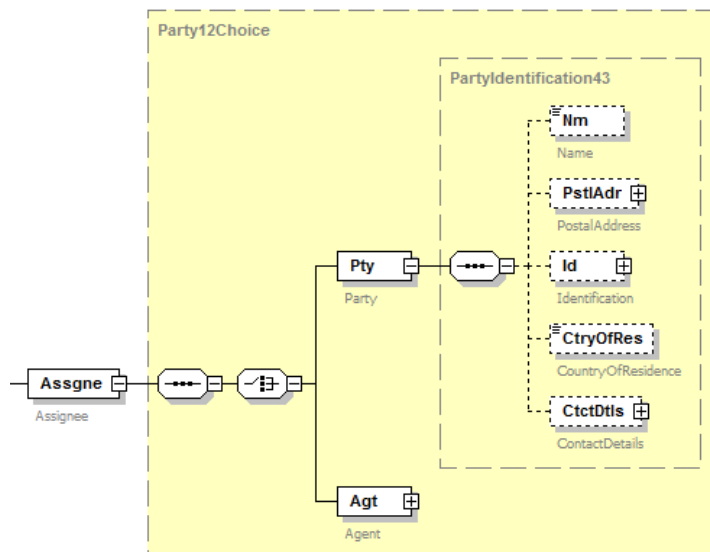 Party12Choice
PartyIdentification43
Nm
Name
PstlAdr
PostalAddress
Pty
Party
Id
Identification
CtryOfRes
CountryOfResidence
Assgne
Assignee
CtctDtls
ContactDetails
Agt
Agent